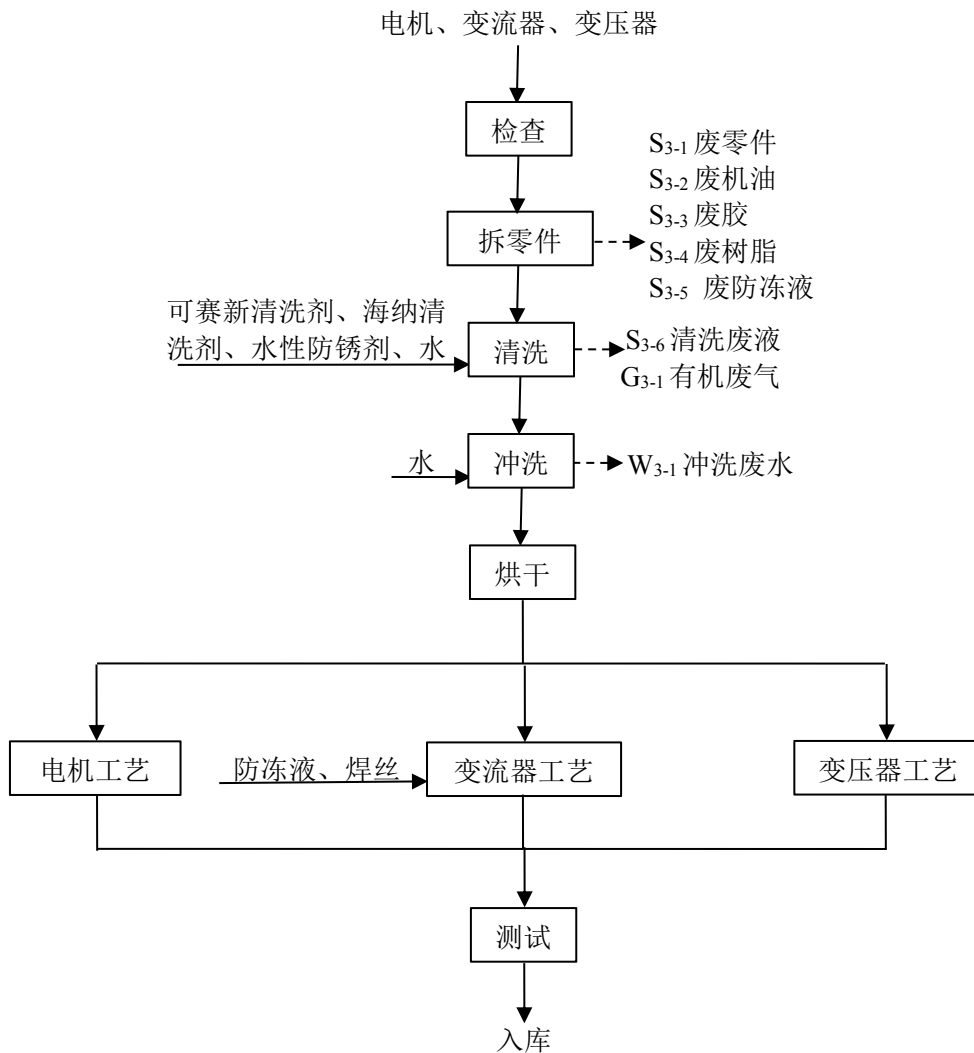 电机、变流器、变压器
检查
S3-1 废零件
S3-2 废机油
S3-3 废胶
S3-4 废树脂
S3-5 废防冻液
拆零件
可赛新清洗剂、海纳清
洗剂、水性防锈剂、水
清洗
S3-6 清洗废液
G3-1 有机废气
水
冲洗
W3-1 冲洗废水
烘干
电机工艺
防冻液、焊丝
变流器工艺
变压器工艺
测试
入库